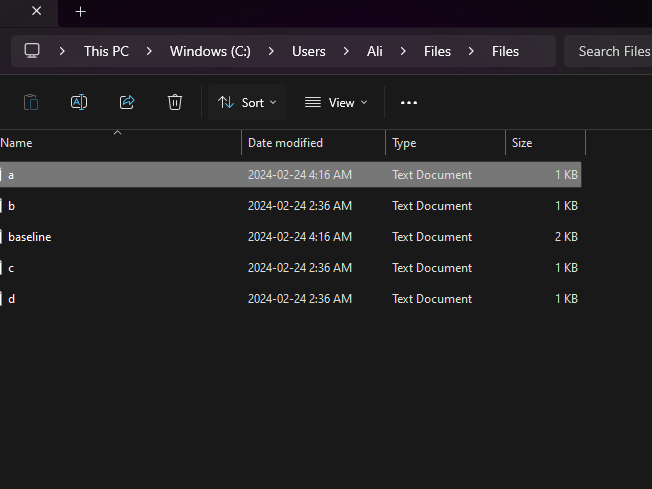 This PC > Windows (C:) > Users > Ali > Files > Files Search Files
Sort View
Name Date modified Type Size
a 2024-02-24 4:16 AM Text Document 1 KB
b 2024-02-24 2:36 AM Text Document 1 KB
baseline 2024-02-24 4:16 AM Text Document 2 KB
c 2024-02-24 2:36 AM Text Document 1 KB
d 2024-02-24 2:36 AM Text Document 1 KB